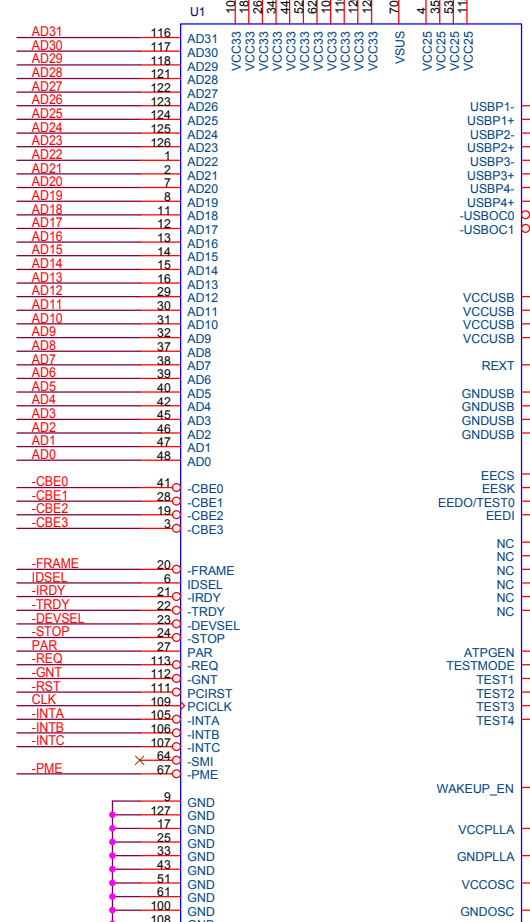 U1
18
26
34
44
52
62
70
4
35
53
VCC33
VCC33
VCC33
VCC33
VCC33
VCC33
VCC33
VCC33
VCC33
VCC33
VCC33
VSUS
VCC25
VCC25
VCC25
VCC25
AD31 116 AD31
AD30 117 AD30
AD29 118 AD29
AD28 121 AD28
AD27 122 AD27
AD26 123 AD26
AD25 124 AD25
AD24 125 AD24
AD23 126 AD23
AD22 1 AD22
AD21 2 AD21
AD20 7 AD20
AD19 8 AD19
AD18 11 AD18
AD17 12 AD17
AD16 13 AD16
AD15 14 AD15
AD14 15 AD14
AD13 16 AD13
AD12 29 AD12
AD11 30 AD11
AD10 31 AD10
AD9 32 AD9
AD8 37 AD8
AD7 38 AD7
AD6 39 AD6
AD5 40 AD5
AD4 42 AD4
AD3 45 AD3
AD2 46 AD2
AD1 47 AD1
AD0 48 AD0
-CBE0 41 -CBE0
-CBE1 28 -CBE1
-CBE2 19 -CBE2
-CBE3 3 -CBE3
-FRAME 20 -FRAME
IDSEL 6 IDSEL
-IRDY 21 -IRDY
-TRDY 22 -TRDY
-DEVSEL 23 -DEVSEL
-STOP 24 -STOP
PAR 27 PAR
-REQ 113 -REQ
-GNT 112 -GNT
-RST 111 PCIRST
CLK 109 PCICLK
-INTA 105 -INTA
-INTB 106 -INTB
-INTC 107 -INTC
64 -SMI
-PME 67 -PME
9 GND
127 GND
17 GND
25 GND
33 GND
43 GND
51 GND
61 GND
100 GND
108 GND
USBP1-
USBP1+
USBP2-
USBP2+
USBP3-
USBP3+
USBP4-
USBP4+
-USBOC0
-USBOC1
VCCUSB
VCCUSB
VCCUSB
VCCUSB
REXT
GNDUSB
GNDUSB
GNDUSB
GNDUSB
EECS
EESK
EEDO/TEST0
EEDI
NC
NC
NC
NC
NC
NC
ATPGEN
TESTMODE
TEST1
TEST2
TEST3
TEST4
WAKEUP_EN
VCCPLLA
GNDPLLA
VCCOSC
GNDOSC